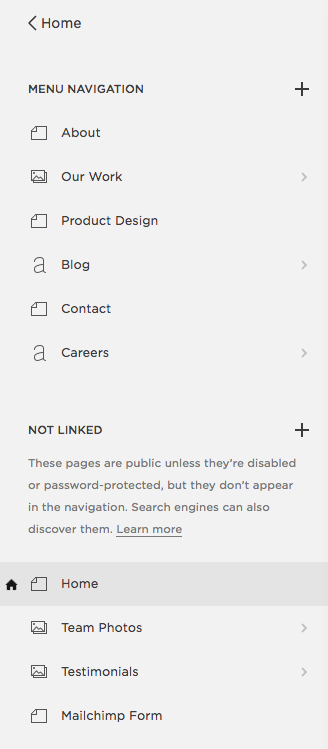 Home
MENU NAVIGATION
About
Our Work
Product Design
Blog
Contact
Careers
NOT LINKED
These pages are public unless they're disabled
or password-protected, but they don't appear
in the navigation. Search engines can also
discover them. Learn more
Home
Team Photos
Testimonials
Mailchimp Form